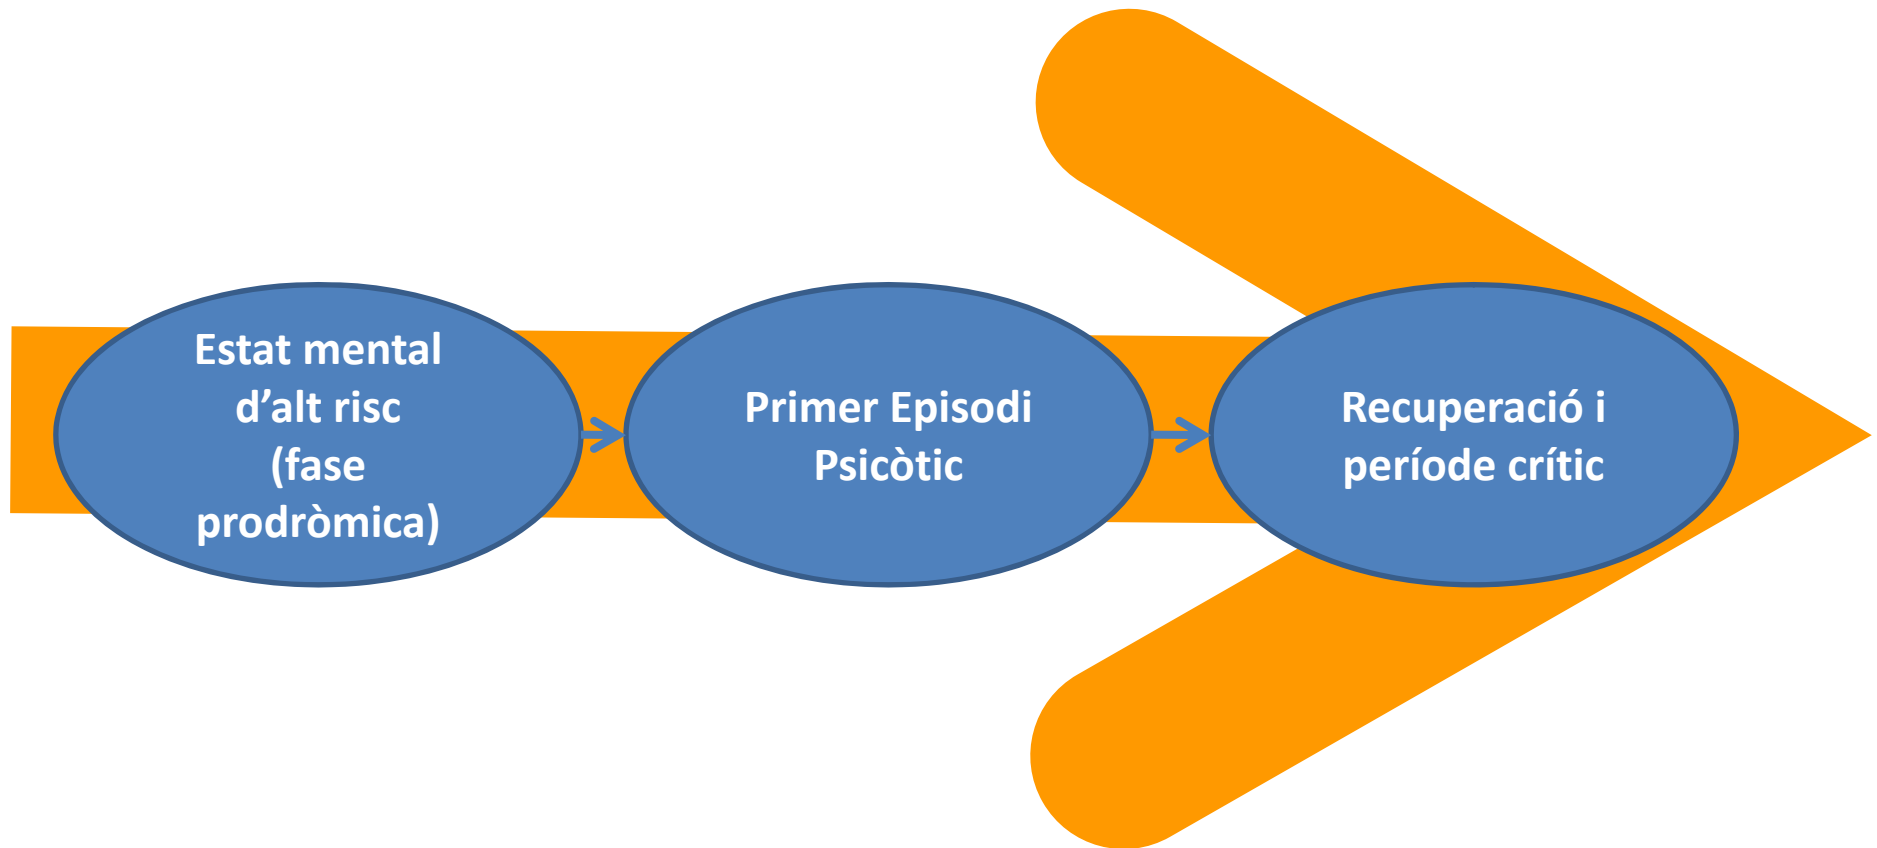 Estat mental
d’alt risc
(fase
prodròmica)
Primer Episodi
Psicòtic
Recuperació i
període crític